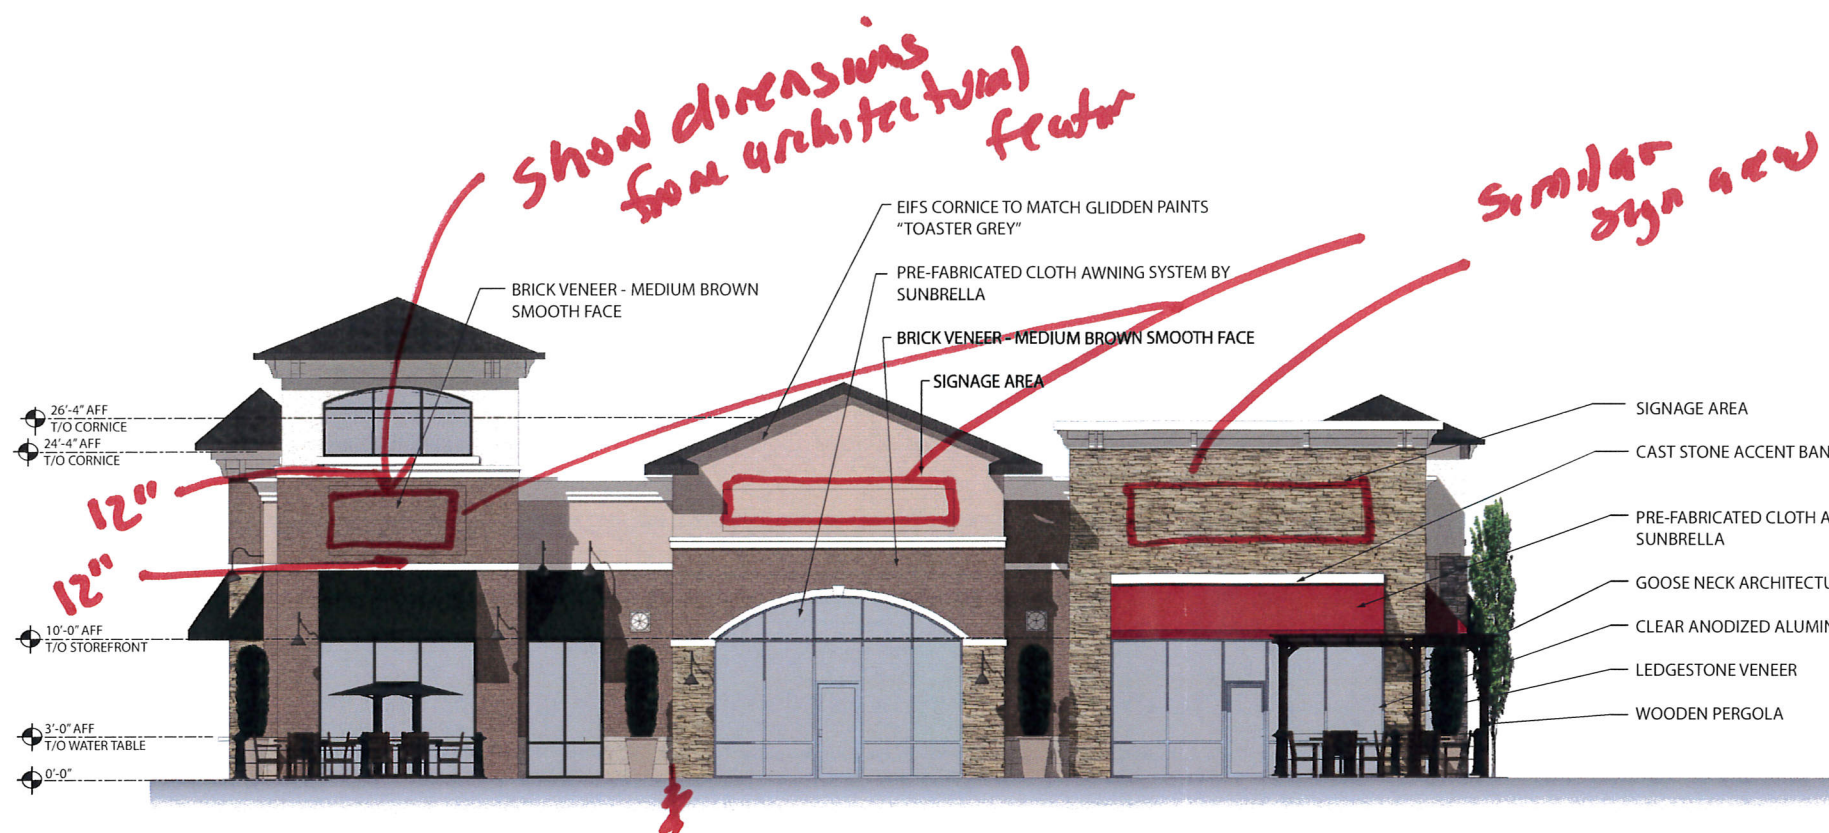 show dimensions
from architectural
feature
Similar
sign area
EIFS CORNICE TO MATCH GLIDDEN PAINTS
“TOASTER GREY”
PRE-FABRICATED CLOTH AWNING SYSTEM BY
SUNBRELLA
BRICK VENEER - MEDIUM BROWN
SMOOTH FACE
BRICK VENEER - MEDIUM BROWN SMOOTH FACE
SIGNAGE AREA
26'-4" AFF
T/O CORNICE
24'-4" AFF
T/O CORNICE
12"
12"
10'-0" AFF
T/O STOREFRONT
3'-0" AFF
T/O WATER TABLE
0'-0"
SIGNAGE AREA
CAST STONE ACCENT BAN
PRE-FABRICATED CLOTH A
SUNBRELLA
GOOSE NECK ARCHITECTU
CLEAR ANODIZED ALUMIN
LEDGESTONE VENEER
WOODEN PERGOLA